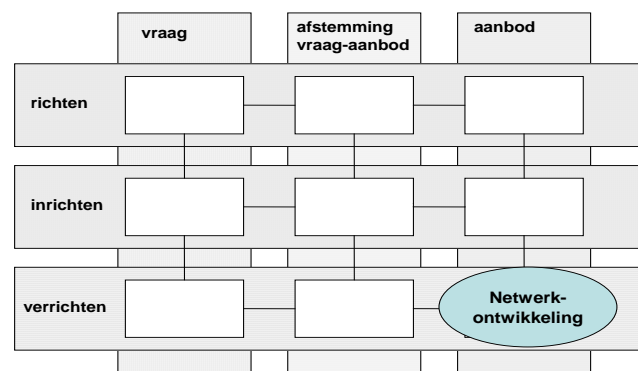 vraag
afstemming
vraag-aanbod
aanbod
richten
inrichten
verrichten
Netwerk-
ontwikkeling